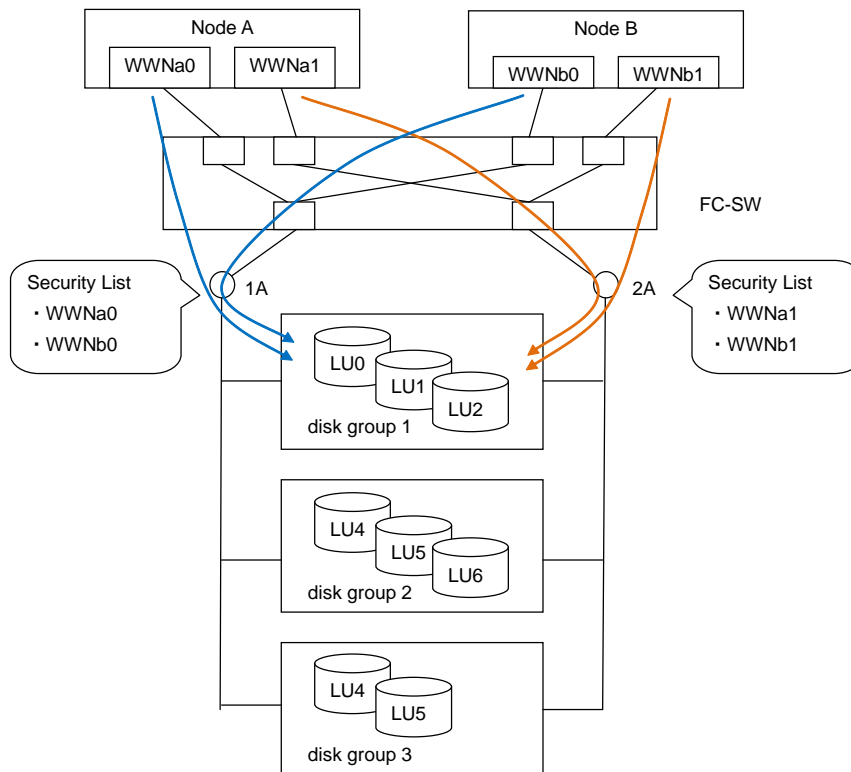 Node A
Node B
WWNa0
WWNa1
WWNb0
WWNb1
FC-SW
Security List
・WWNa0
・WWNb0
1A
2A
Security List
・WWNa1
・WWNb1
LU0
LU1
LU2
disk group 1
LU4
LU5
LU6
disk group 2
LU4
LU5
disk group 3